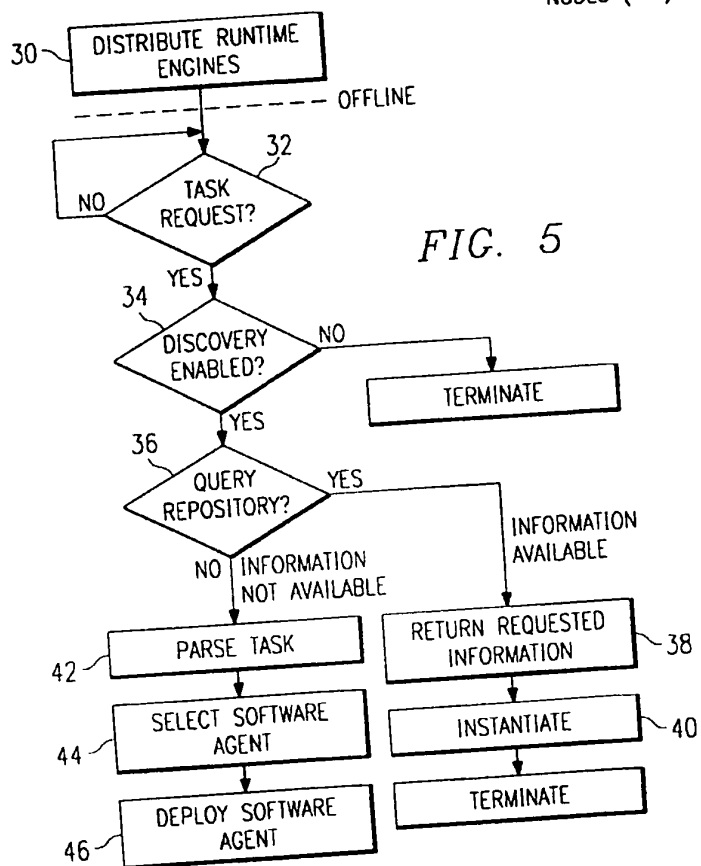 30
DISTRIBUTE RUNTIME
ENGINES
OFFLINE
32
NO
TASK
REQUEST?
FIG. 5
YES
34
DISCOVERY
ENABLED?
NO
TERMINATE
YES
36
QUERY
REPOSITORY?
YES
INFORMATION
AVAILABLE
NO
INFORMATION
NOT AVAILABLE
42
PARSE TASK
RETURN REQUESTED
INFORMATION
38
44
SELECT SOFTWARE
AGENT
INSTANTIATE
40
46
DEPLOY SOFTWARE
AGENT
TERMINATE